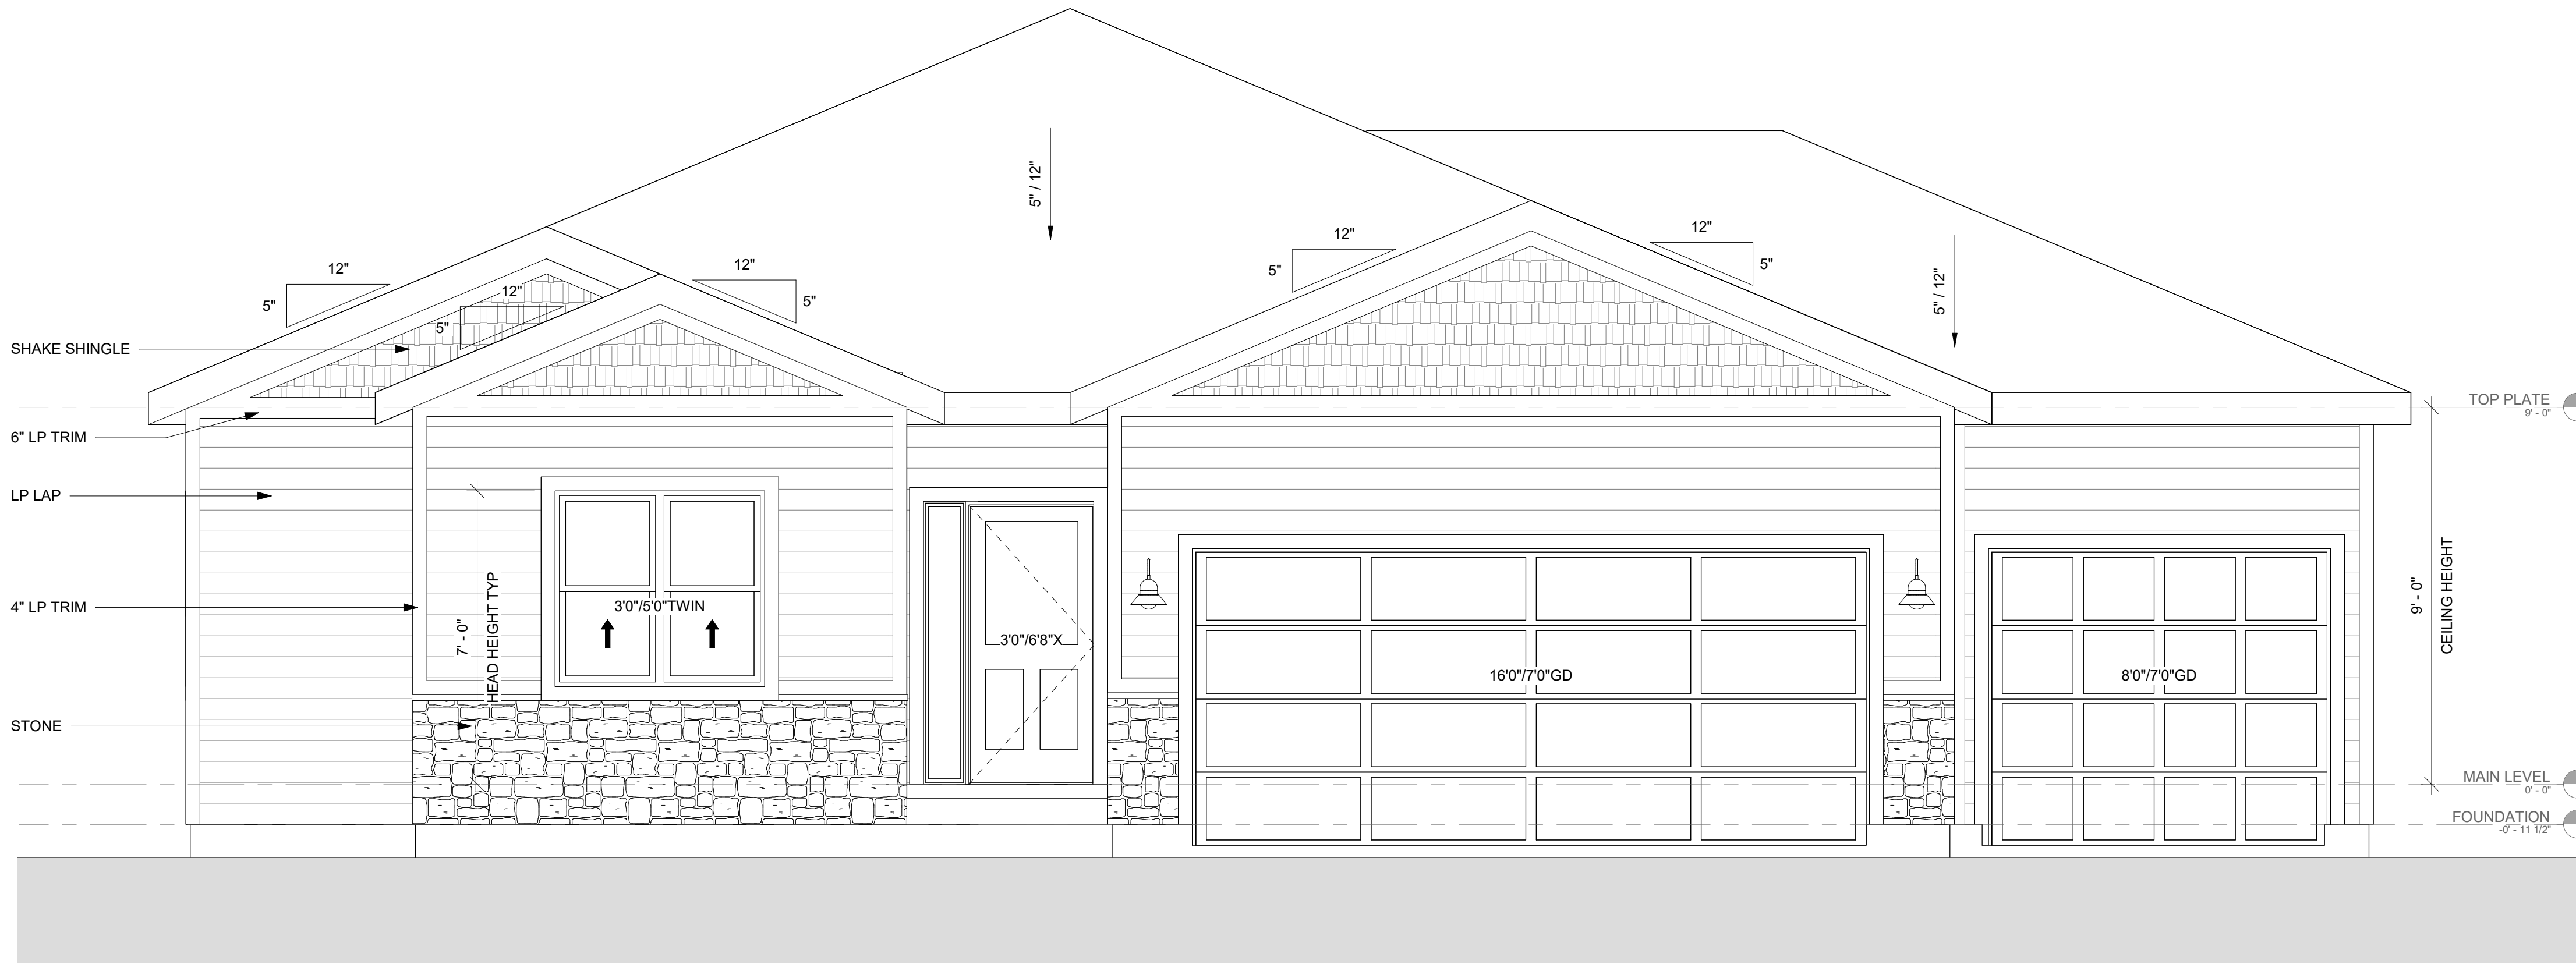 5" / 12"
12"
5"
12"
5"
12"
5"
12"
5"
12"
5"
5" / 12"
SHAKE SHINGLE
6" LP TRIM
LP LAP
4" LP TRIM
STONE
7' - 0"
HEAD HEIGHT TYP
3'0"/5'0"TWIN
3'0"/6'8"X
16'0"/7'0"GD
8'0"/7'0"GD
9' - 0"
CEILING HEIGHT
TOP PLATE
9' - 0"
MAIN LEVEL
0' - 0"
FOUNDATION
-0' - 11 1/2"